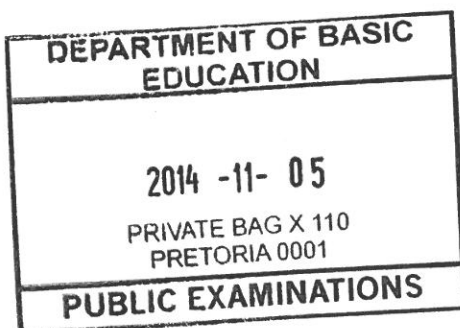 DEPARTMENT OF BASIC
EDUCATION
2014 -11- 05
PRIVATE BAG X 110
PRETORIA 0001
PUBLIC EXAMINATIONS